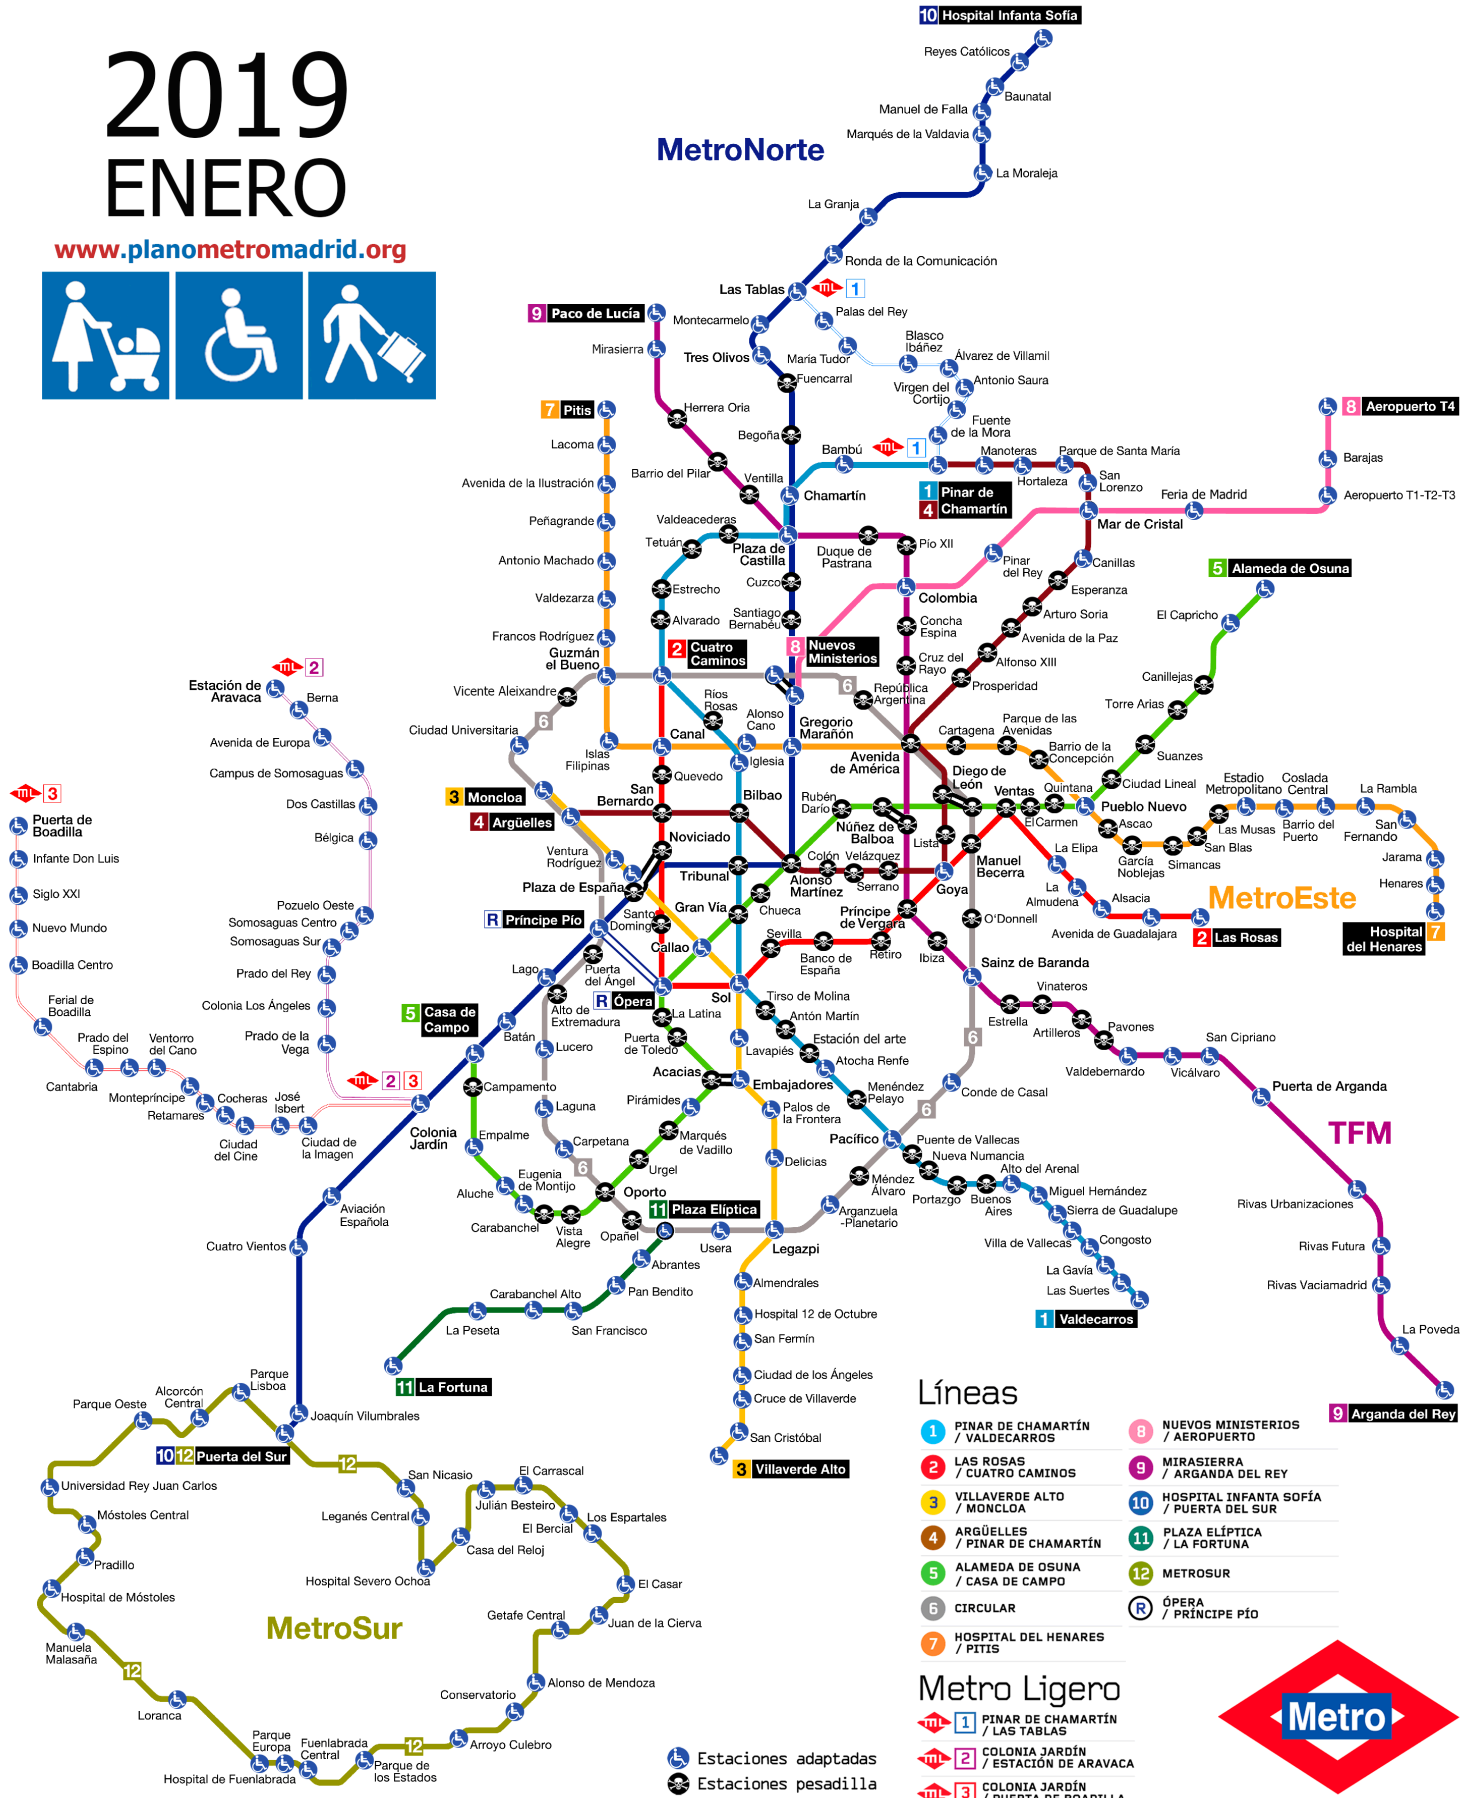 2019
ENERO
www.planometromadrid.org
10 Hospital Infanta Sofía
Reyes Católicos
Baunatal
Manuel de Falla
Marqués de la Valdavia
MetroNorte
La Moraleja
La Granja
Ronda de la Comunicación
Las Tablas
mL 1
9 Paco de Lucía
Montecarmelo
Palas del Rey
Mirasierra
Tres Olivos
María Tudor
Blasco
Ibáñez
Álvarez de Villamil
Fuencarral
Virgen del
Cortijo
Antonio Saura
7 Pitis
Herrera Oria
Fuente
de la Mora
8 Aeropuerto T4
Lacoma
Begoña
Bambú
mL 1
Manoteras
Parque de Santa María
Barajas
Avenida de la Ilustración
Barrio del Pilar
Ventilla
Chamartín
1 Pinar de
4 Chamartín
Hortaleza
San
Lorenzo
Feria de Madrid
Aeropuerto T1-T2-T3
Peñagrande
Valdeacederas
Mar de Cristal
Tetuán
Plaza de
Castilla
Duque de
Pastrana
Pío XII
Antonio Machado
Pinar
del Rey
Canillas
5 Alameda de Osuna
Estrecho
Cuzco
Colombia
Esperanza
Valdezarza
El Capricho
Alvarado
Santiago
Bernabéu
Concha
Espina
Arturo Soria
Francos Rodríguez
Avenida de la Paz
Guzmán
el Bueno
2 Cuatro
Caminos
8 Nuevos
Ministerios
Cruz del
Rayo
Alfonso XIII
Canillejas
mL 2
Estación de
Aravaca
Berna
Vicente Aleixandre
6
República
Argentina
Prosperidad
Ríos
Rosas
Torre Arias
6
Alonso
Cano
Gregorio
Marañón
Cartagena
Parque de las
Avenidas
Ciudad Universitaria
Canal
Avenida de Europa
Islas
Filipinas
Iglesia
Avenida
de América
Barrio de la
Concepción
Suanzes
Campus de Somosaguas
Quevedo
Diego de
León
Ciudad Lineal
mL 3
3 Moncloa
San
Bernardo
Bilbao
Rubén
Darío
Ventas
Quintana
Pueblo Nuevo
Estadio
Metropolitano
Coslada
Central
La Rambla
Dos Castillas
4 Argüelles
Núñez de
Balboa
El Carmen
Ascao
Las Musas
Barrio del
Puerto
San
Fernando
Puerta de
Boadilla
Bélgica
Noviciado
Lista
Manuel
Becerra
La Elipa
García
Noblejas
Simancas
San Blas
Jarama
Infante Don Luis
Ventura
Rodríguez
Tribunal
Alonso
Martínez
Colón
Velázquez
Serrano
Goya
La
Almudena
Alsacia
MetroEste
Henares
Siglo XXI
Plaza de España
Pozuelo Oeste
R Príncipe Pío
Santo
Domingo
Gran Vía
Chueca
Príncipe
de Vergara
O'Donnell
Avenida de Guadalajara
2 Las Rosas
Hospital
del Henares 7
Nuevo Mundo
Somosaguas Centro
Somosaguas Sur
Callao
Sevilla
Banco de
España
Retiro
Ibiza
Boadilla Centro
Prado del Rey
Lago
Puerta
del Ángel
R Ópera
Sol
Sainz de Baranda
Ferial de
Boadilla
Colonia Los Ángeles
5 Casa de
Campo
Alto de
Extremadura
La Latina
Tirso de Molina
Estrella
Vinateros
Artilleros
Pavones
Batán
Antón Martin
Prado del
Espino
Ventorro
del Cano
Prado de la
Vega
Lucero
Puerta
de Toledo
Lavapiés
Estación del arte
6
San Cipriano
Atocha Renfe
Valdebernardo
Vicálvaro
Cantabria
Montepríncipe
Retamares
Cocheras
José
Isbert
mL 2 3
Campamento
Acacias
Embajadores
Menéndez
Pelayo
Conde de Casal
Puerta de Arganda
Laguna
Pirámides
Palos de
la Frontera
6
TFM
Ciudad
del Cine
Ciudad de
la Imagen
Colonia
Jardín
Empalme
Carpetana
Marqués
de Vadillo
Pacífico
Puente de Vallecas
Nueva Numancia
Aluche
Eugenia
de Montijo
6
Urgel
Delicias
Méndez
Álvaro
Portazgo
Buenos
Aires
Alto del Arenal
Miguel Hernández
Rivas Urbanizaciones
Aviación
Española
Carabanchel
Vista
Alegre
Oporto
Opañel
11 Plaza Elíptica
Usera
Legazpi
Arganzuela
-Planetario
Sierra de Guadalupe
Villa de Vallecas
Congosto
Cuatro Vientos
Abrantes
La Gavía
Rivas Futura
Pan Bendito
Almendrales
Las Suertes
Rivas Vaciamadrid
Carabanchel Alto
La Peseta
San Francisco
Hospital 12 de Octubre
1 Valdecarros
San Fermín
La Poveda
11 La Fortuna
Ciudad de los Ángeles
Parque
Lisboa
Cruce de Villaverde
9 Arganda del Rey
Alcorcón
Central
Parque Oeste
Joaquín Vilumbrales
San Cristóbal
10 12 Puerta del Sur
12
3 Villaverde Alto
Universidad Rey Juan Carlos
San Nicasio
El Carrascal
Móstoles Central
Leganés Central
Julián Besteiro
El Bercial
Los Espartales
Pradillo
Casa del Reloj
Hospital de Móstoles
Hospital Severo Ochoa
El Casar
MetroSur
Getafe Central
Juan de la Cierva
Manuela
Malasaña
12
Alonso de Mendoza
Loranca
Conservatorio
Parque
Europa
Fuenlabrada
Central
12
Arroyo Culebro
Hospital de Fuenlabrada
Parque de
los Estados
Estaciones adaptadas
Estaciones pesadilla
Líneas
1 PINAR DE CHAMARTÍN
/ VALDECARROS
2 LAS ROSAS
/ CUATRO CAMINOS
3 VILLAVERDE ALTO
/ MONCLOA
4 ARGÜELLES
/ PINAR DE CHAMARTÍN
5 ALAMEDA DE OSUNA
/ CASA DE CAMPO
6 CIRCULAR
7 HOSPITAL DEL HENARES
/ PITIS
8 NUEVOS MINISTERIOS
/ AEROPUERTO
9 MIRASIERRA
/ ARGANDA DEL REY
10 HOSPITAL INFANTA SOFÍA
/ PUERTA DEL SUR
11 PLAZA ELÍPTICA
/ LA FORTUNA
12 METROSUR
R ÓPERA
/ PRÍNCIPE PÍO
Metro Ligero
mL 1 PINAR DE CHAMARTÍN
/ LAS TABLAS
mL 2 COLONIA JARDÍN
/ ESTACIÓN DE ARAVACA
mL 3 COLONIA JARDÍN
/ PUERTA DE BOADILLA
Metro